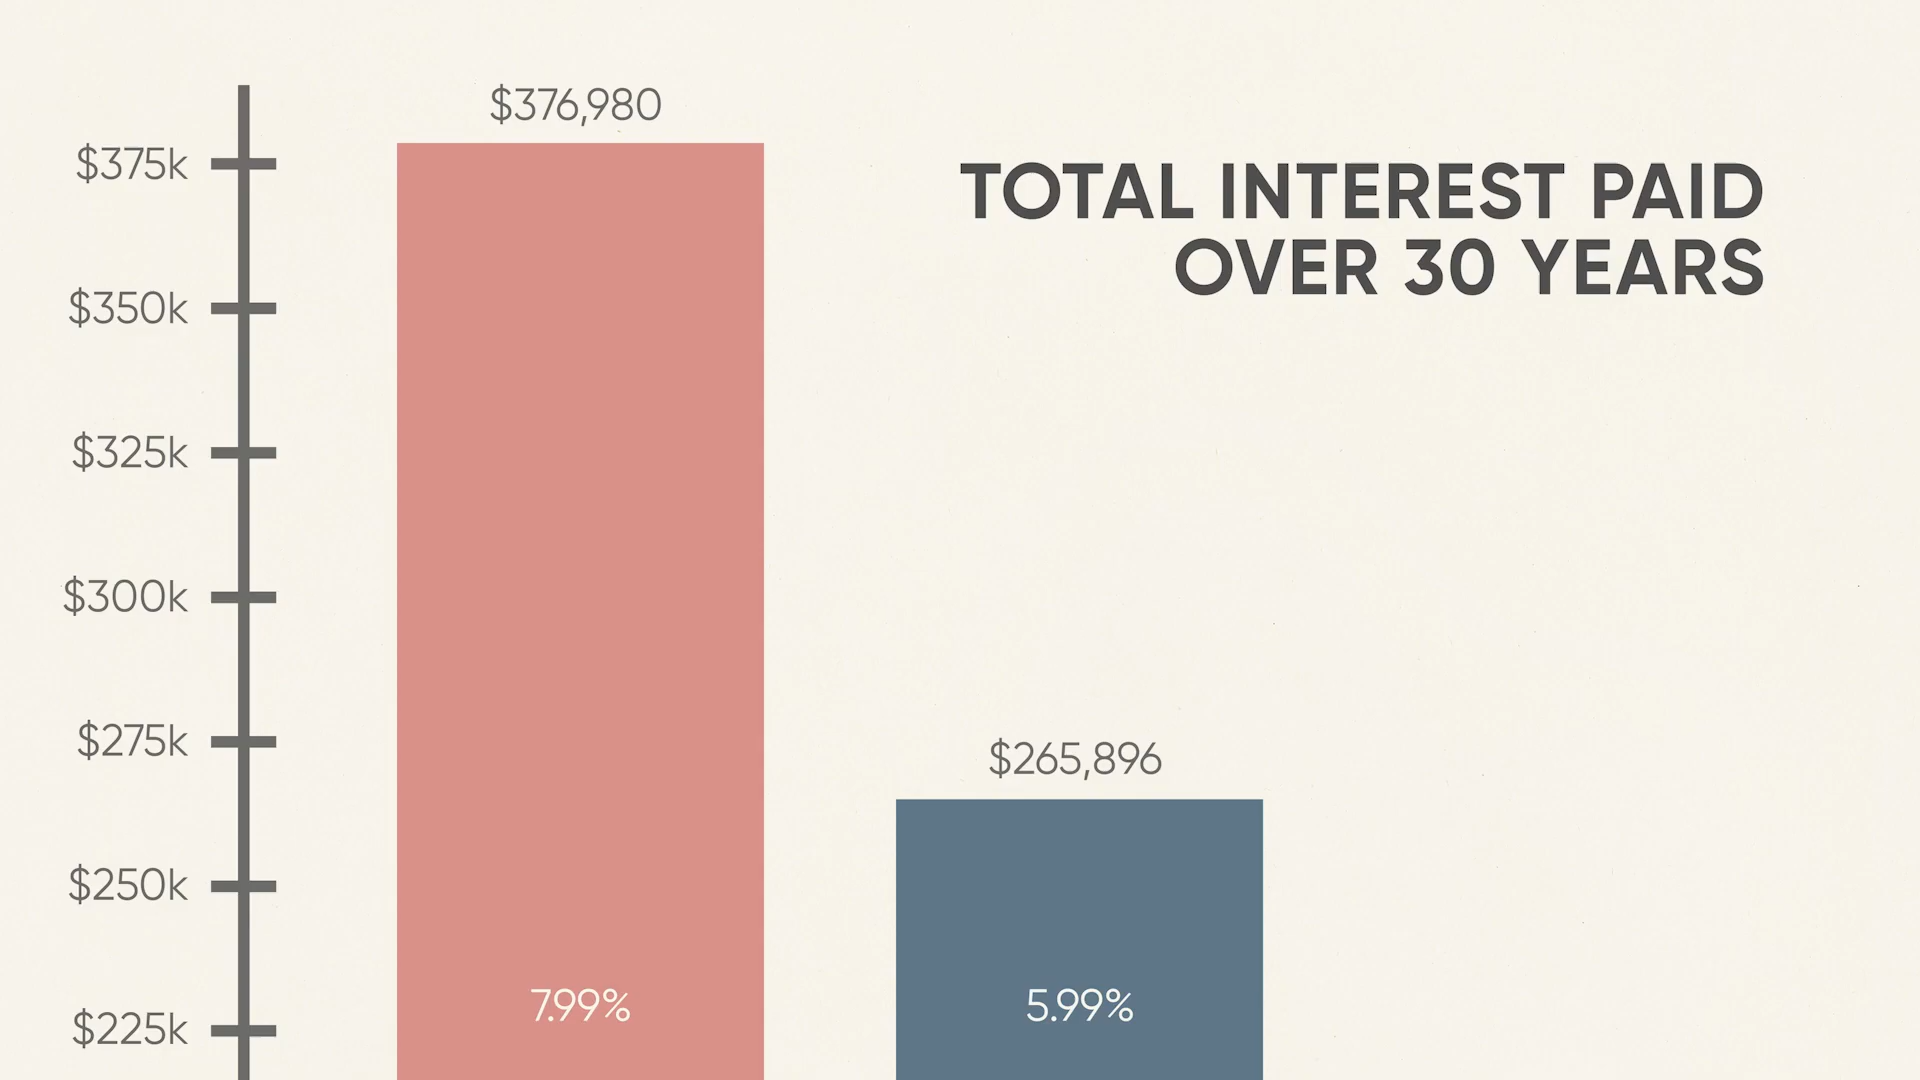 TOTAL INTEREST PAID
OVER 30 YEARS
$375k
$350k
$325k
$300k
$275k
$250k
$225k
$376,980
7.99%
$265,896
5.99%